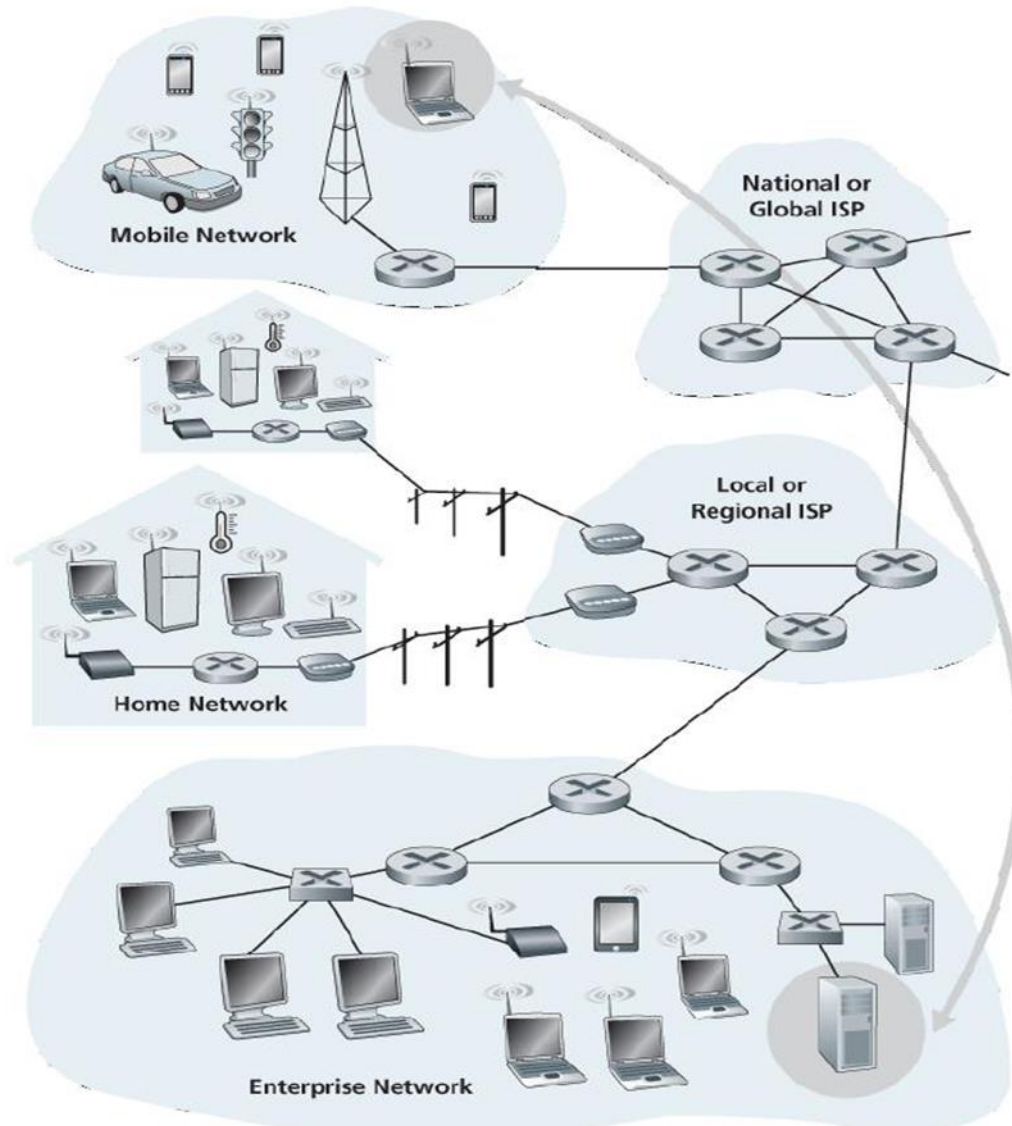 National or
Global ISP
Mobile Network
Local or
Regional ISP
Home Network
Enterprise Network